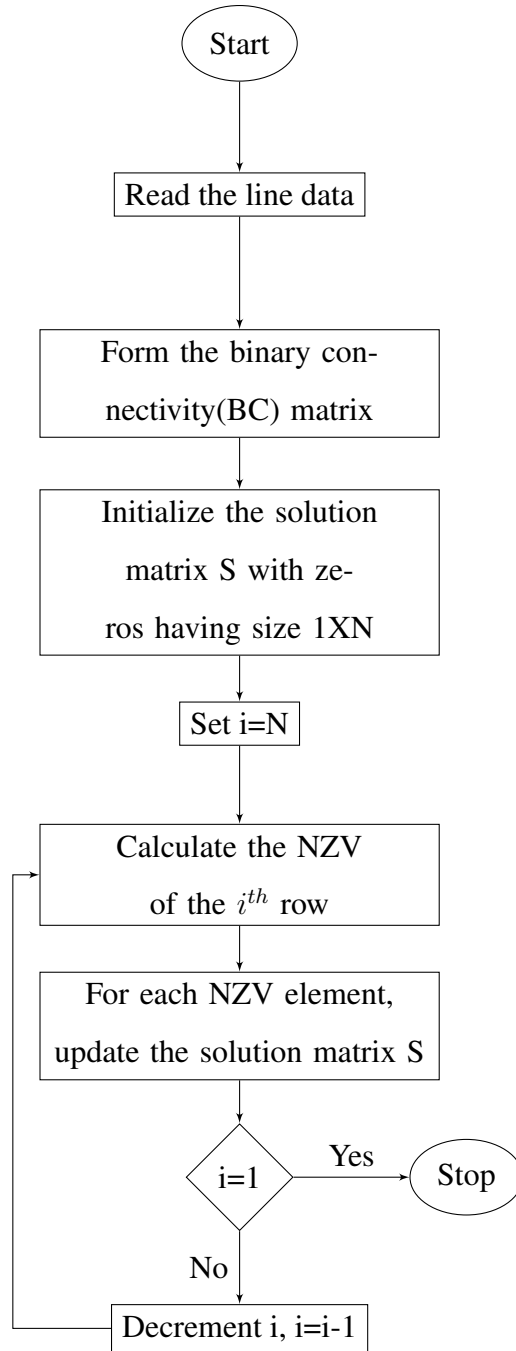 Start
Read the line data
Form the binary con-
nectivity(BC) matrix
Initialize the solution
matrix S with ze-
ros having size 1XN
Set i=N
Calculate the NZV
of the i^{th} row
For each NZV element,
update the solution matrix S
i=1
Yes
Stop
No
Decrement i, i=i-1